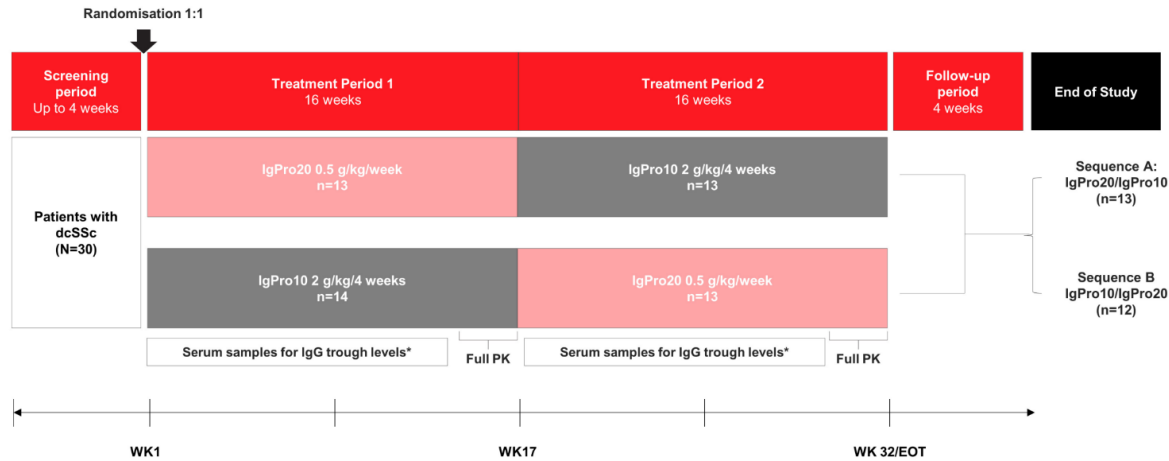 Randomisation 1:1
Screening
period
Up to 4 weeks
Treatment Period 1
16 weeks
Treatment Period 2
16 weeks
Follow-up
period
4 weeks
End of Study
Patients with
dcSSc
(N=30)
IgPro20 0.5 g/kg/week
n=13
IgPro10 2 g/kg/4 weeks
n=13
Sequence A:
IgPro20/IgPro10
(n=13)
IgPro10 2 g/kg/4 weeks
n=14
IgPro20 0.5 g/kg/week
n=13
Sequence B
IgPro10/IgPro20
(n=12)
Serum samples for IgG trough levels*
Full PK
Serum samples for IgG trough levels*
Full PK
WK1
WK17
WK 32/EOT